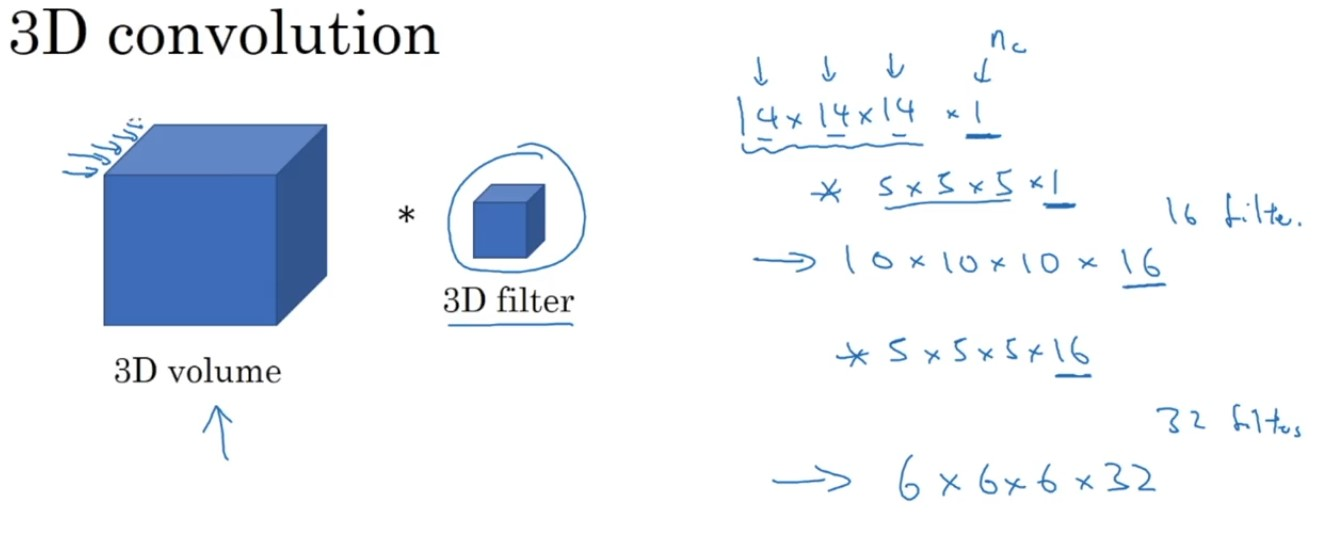 3D convolution
n_c
↓ ↓ ↓ ↓
14 × 14 × 14 × 1
* 5 × 5 × 5 × 1
16 filte.
→ 10 × 10 × 10 × 16
*
3D filter
3D volume
↑
* 5 × 5 × 5 × 16
32 filters
→ 6 × 6 × 6 × 32